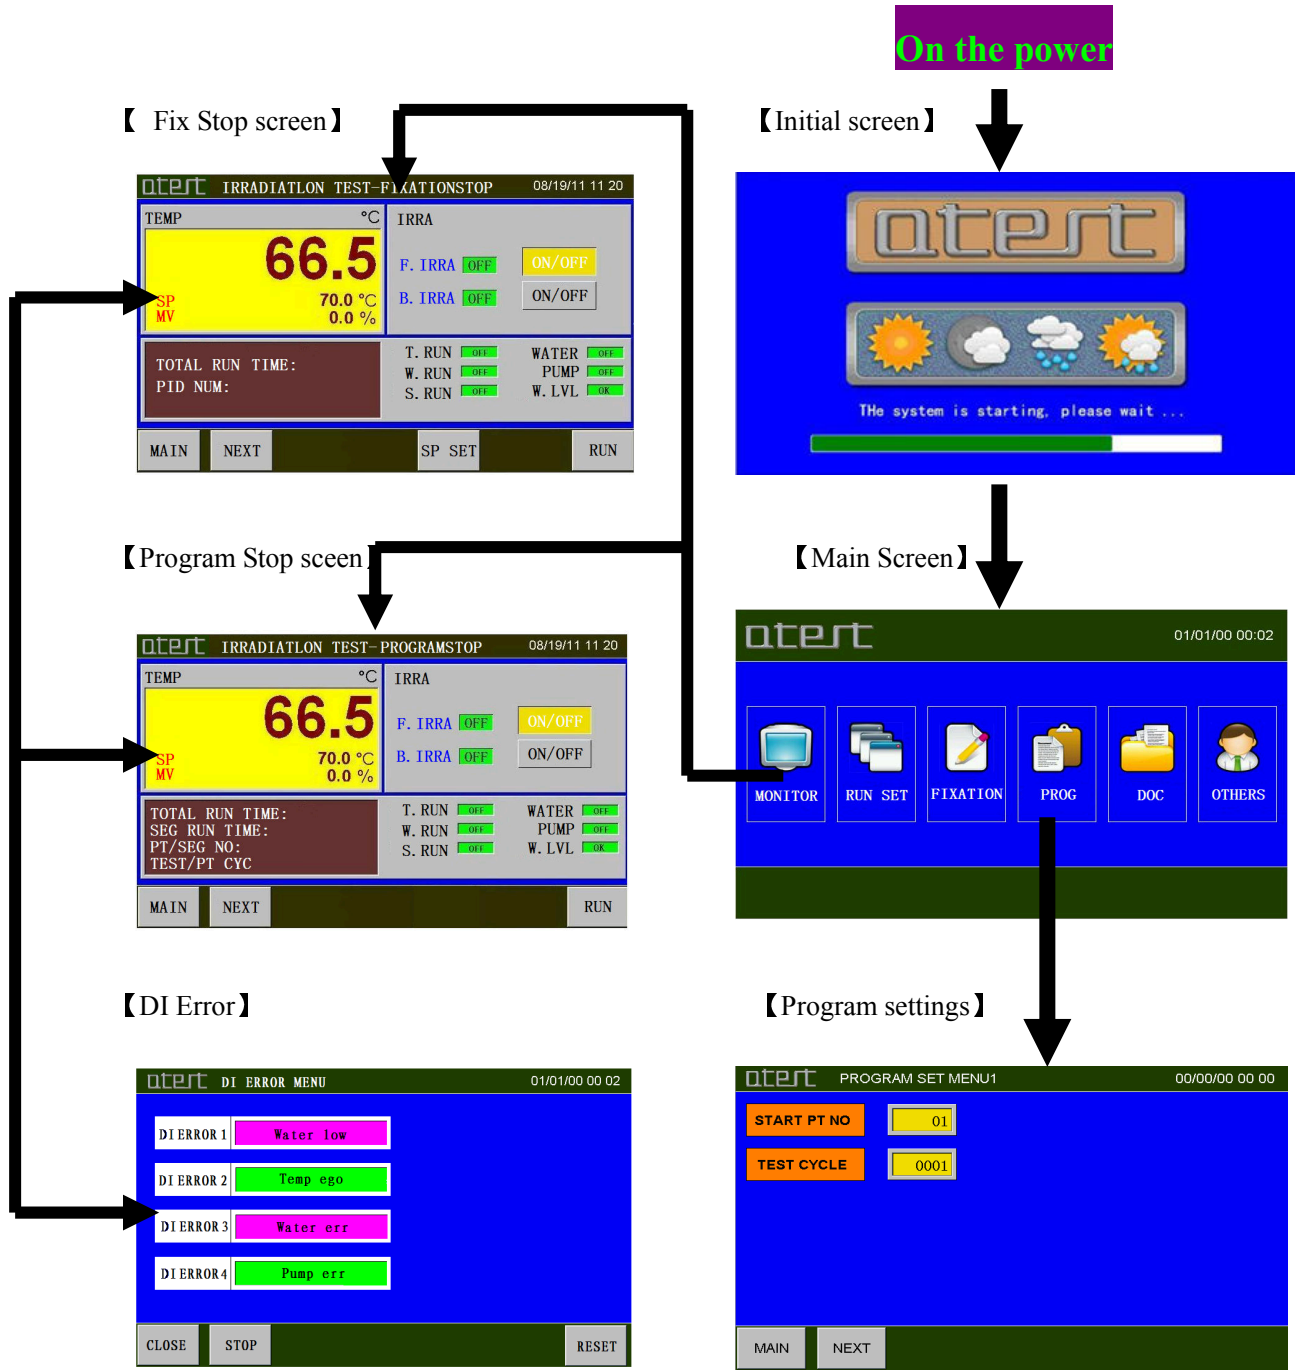 On the power
【 Fix Stop screen】
【Initial screen】
atest IRRADIATLON TEST-FIXATIONSTOP 08/19/11 11 20
TEMP °C
66.5
SP 70.0 °C
MV 0.0 %
IRRA
F. IRRA OFF ON/OFF
B. IRRA OFF ON/OFF
TOTAL RUN TIME:
PID NUM:
T. RUN OFF WATER OFF
W. RUN OFF PUMP OFF
S. RUN OFF W. LVL OK
MAIN NEXT SP SET RUN
atest
THe system is starting, please wait ...
【Program Stop sceen】
【Main Screen】
atest IRRADIATLON TEST-PROGRAMSTOP 08/19/11 11 20
TEMP °C
66.5
SP 70.0 °C
MV 0.0 %
IRRA
F. IRRA OFF ON/OFF
B. IRRA OFF ON/OFF
TOTAL RUN TIME:
SEG RUN TIME:
PT/SEG NO:
TEST/PT CYC
T. RUN OFF WATER OFF
W. RUN OFF PUMP OFF
S. RUN OFF W. LVL OK
MAIN NEXT RUN
atest 01/01/00 00:02
MONITOR RUN SET FIXATION PROG DOC OTHERS
【DI Error】
【Program settings】
atest DI ERROR MENU 01/01/00 00 02
DI ERROR 1 Water low
DI ERROR 2 Temp ego
DI ERROR 3 Water err
DI ERROR 4 Pump err
CLOSE STOP RESET
atest PROGRAM SET MENU1 00/00/00 00 00
START PT NO 01
TEST CYCLE 0001
MAIN NEXT